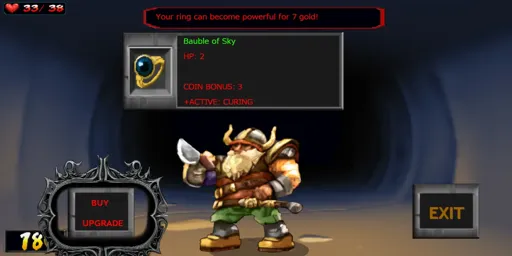 33/38
Your ring can become powerful for 7 gold!
Bauble of Sky
HP: 2
COIN BONUS: 3
+ACTIVE: CURING
BUY
UPGRADE
EXIT
78